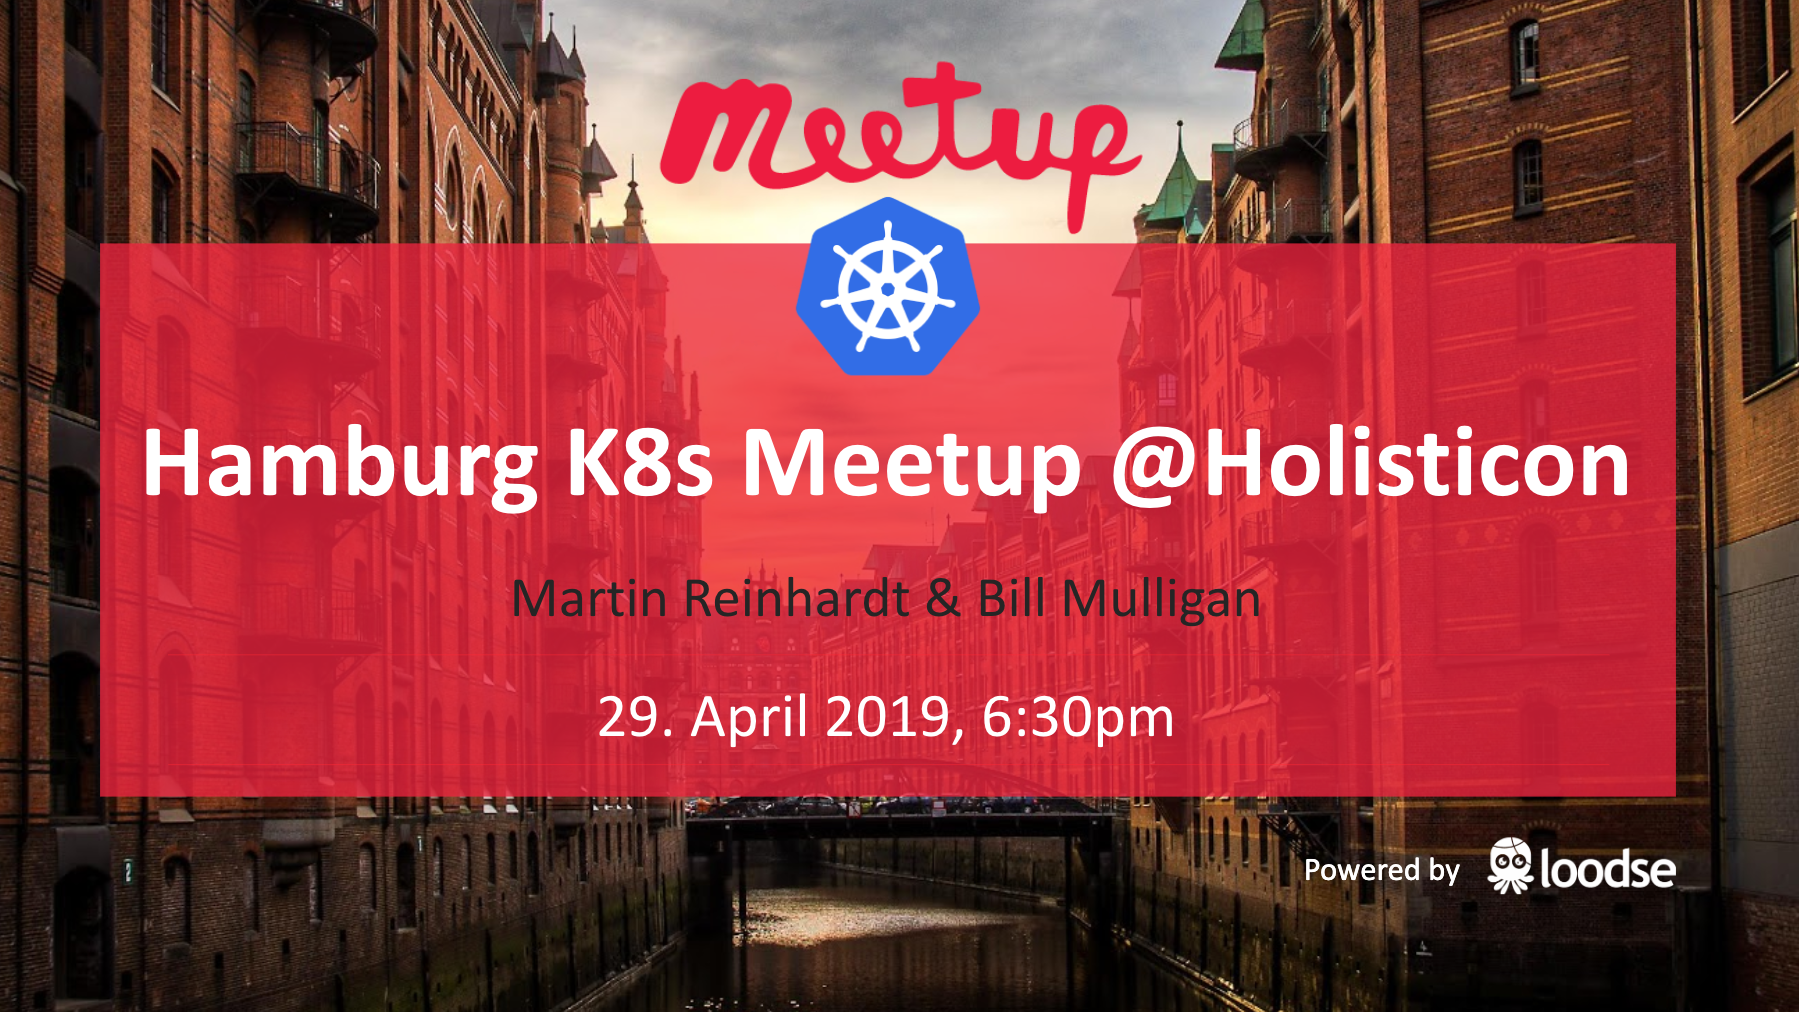 meetup
Hamburg K8s Meetup @Holisticon
Martin Reinhardt & Bill Mulligan
29. April 2019, 6:30pm
Powered by loodse